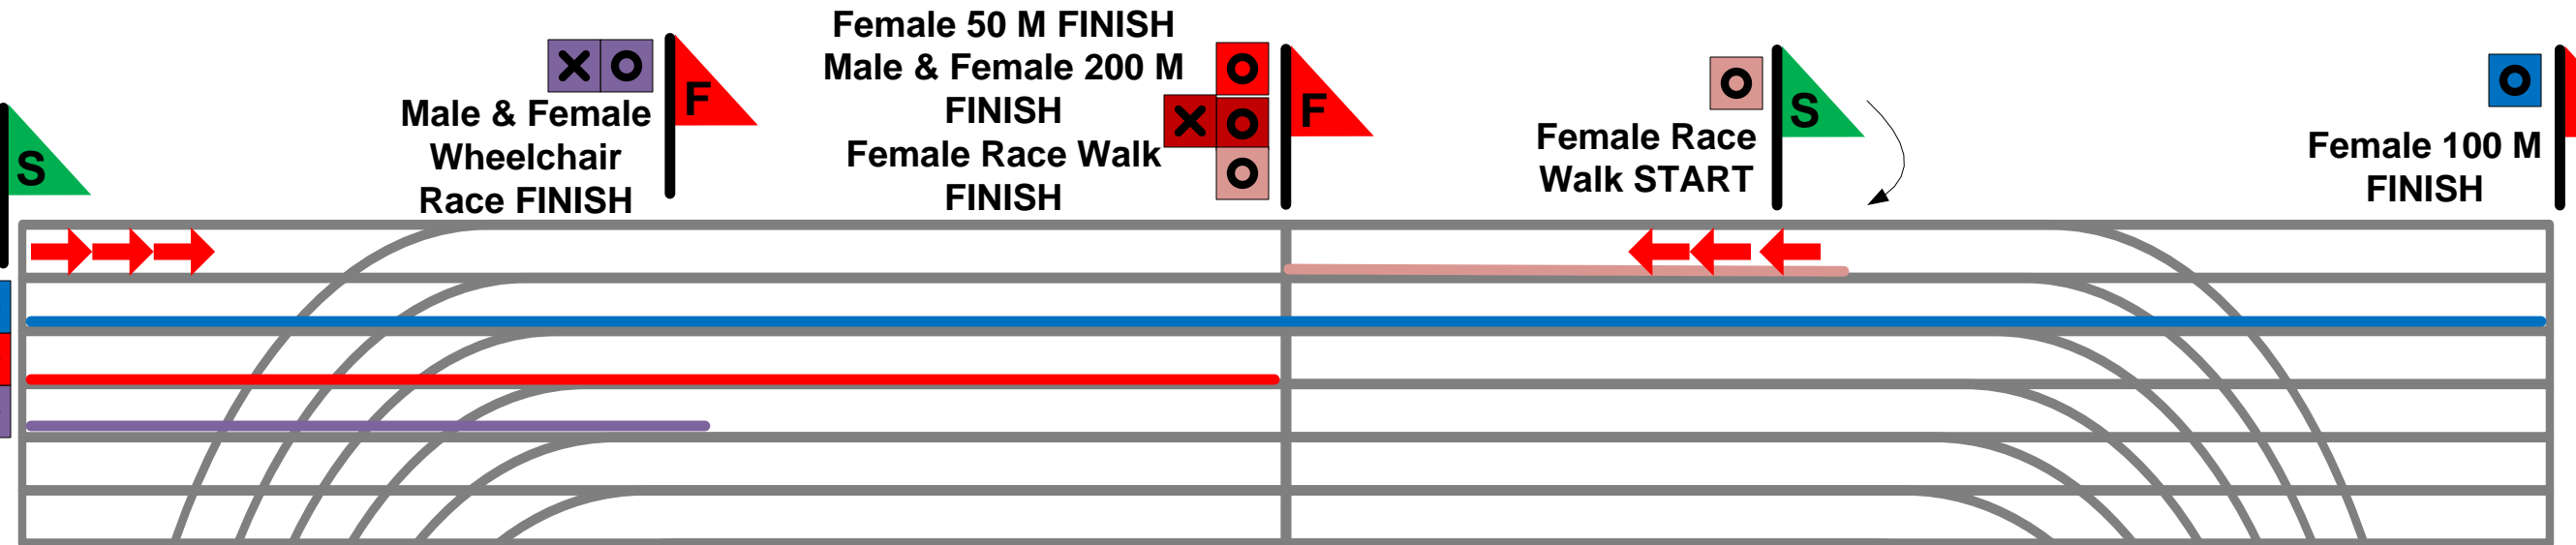 S
Male & Female
Wheelchair
Race FINISH
F
Female 50 M FINISH
Male & Female 200 M
FINISH
Female Race Walk
FINISH
F
Female Race
Walk START
S
Female 100 M
FINISH